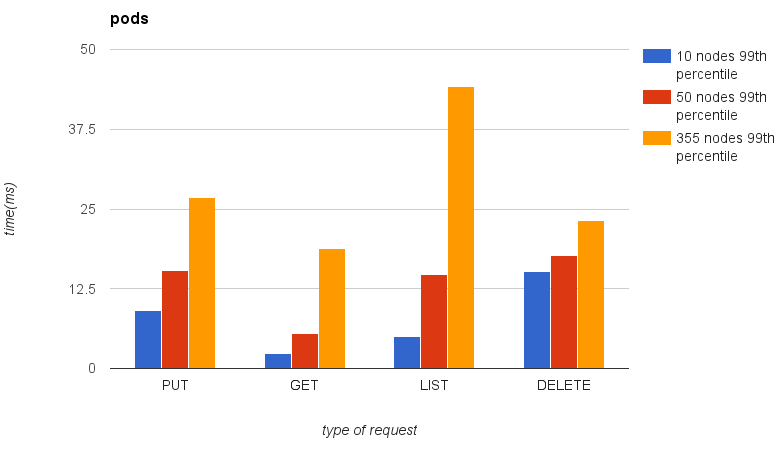 pods
50
37.5
25
12.5
0
time(ms)
PUT GET LIST DELETE
type of request
10 nodes 99th
percentile
50 nodes 99th
percentile
355 nodes 99th
percentile